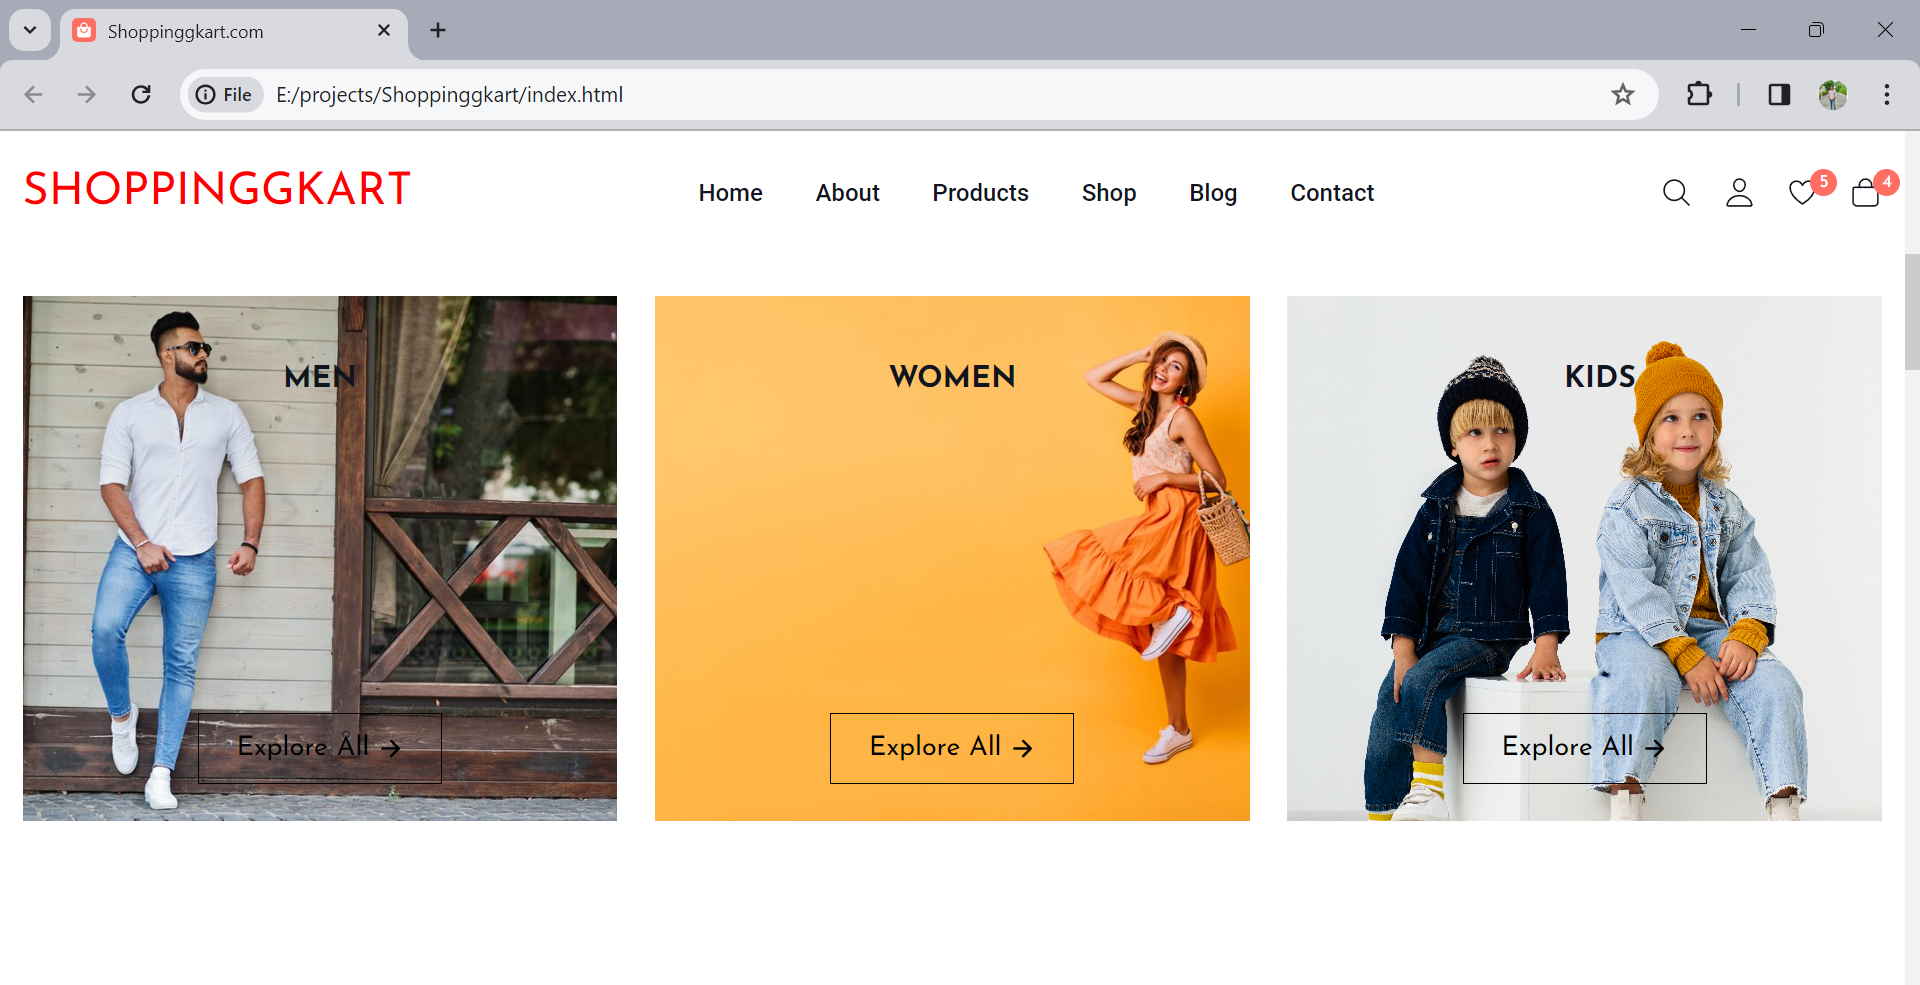 Shoppinggkart.com
File E:/projects/Shoppinggkart/index.html
SHOPPINGGKART Home About Products Shop Blog Contact 5 4
MEN WOMEN KIDS
Explore All → Explore All → Explore All →